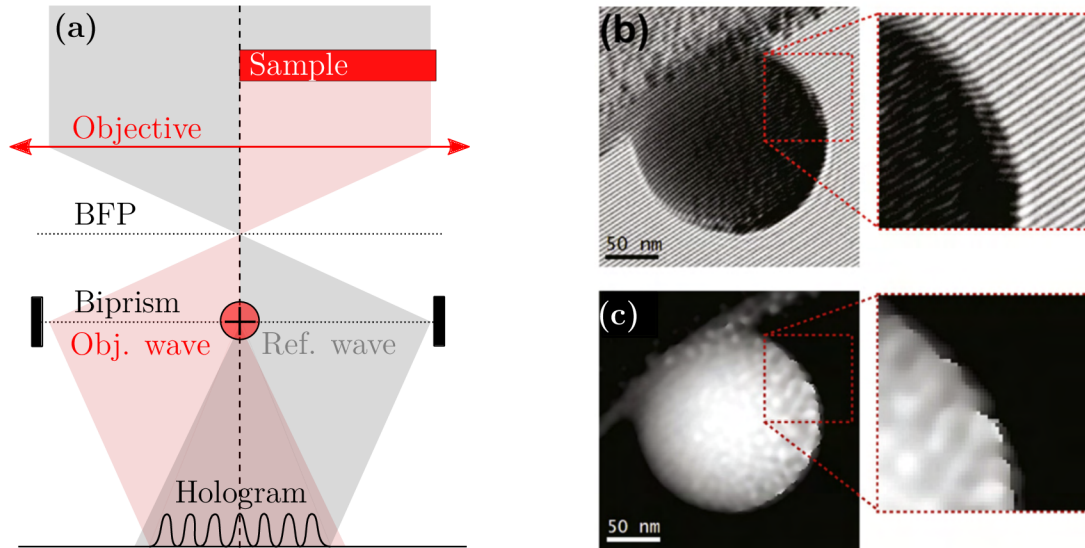 (a)
Sample
Objective
BFP
Biprism
Obj. wave
Ref. wave
Hologram
(b)
50 nm
(c)
50 nm